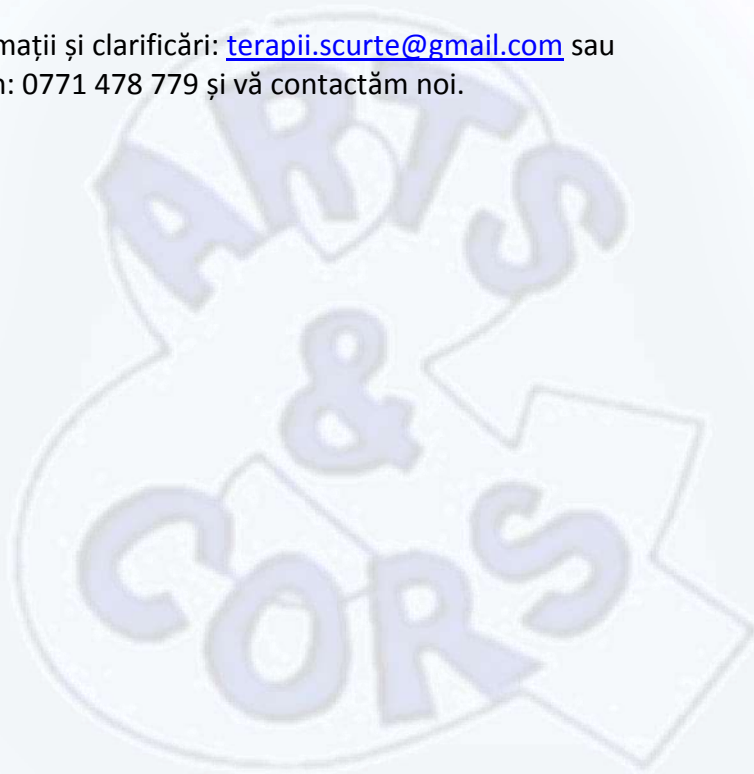 mații și clarificări: terapii.scurte@gmail.com sau
: 0771 478 779 și vă contactăm noi.
ARTS
&
CORS